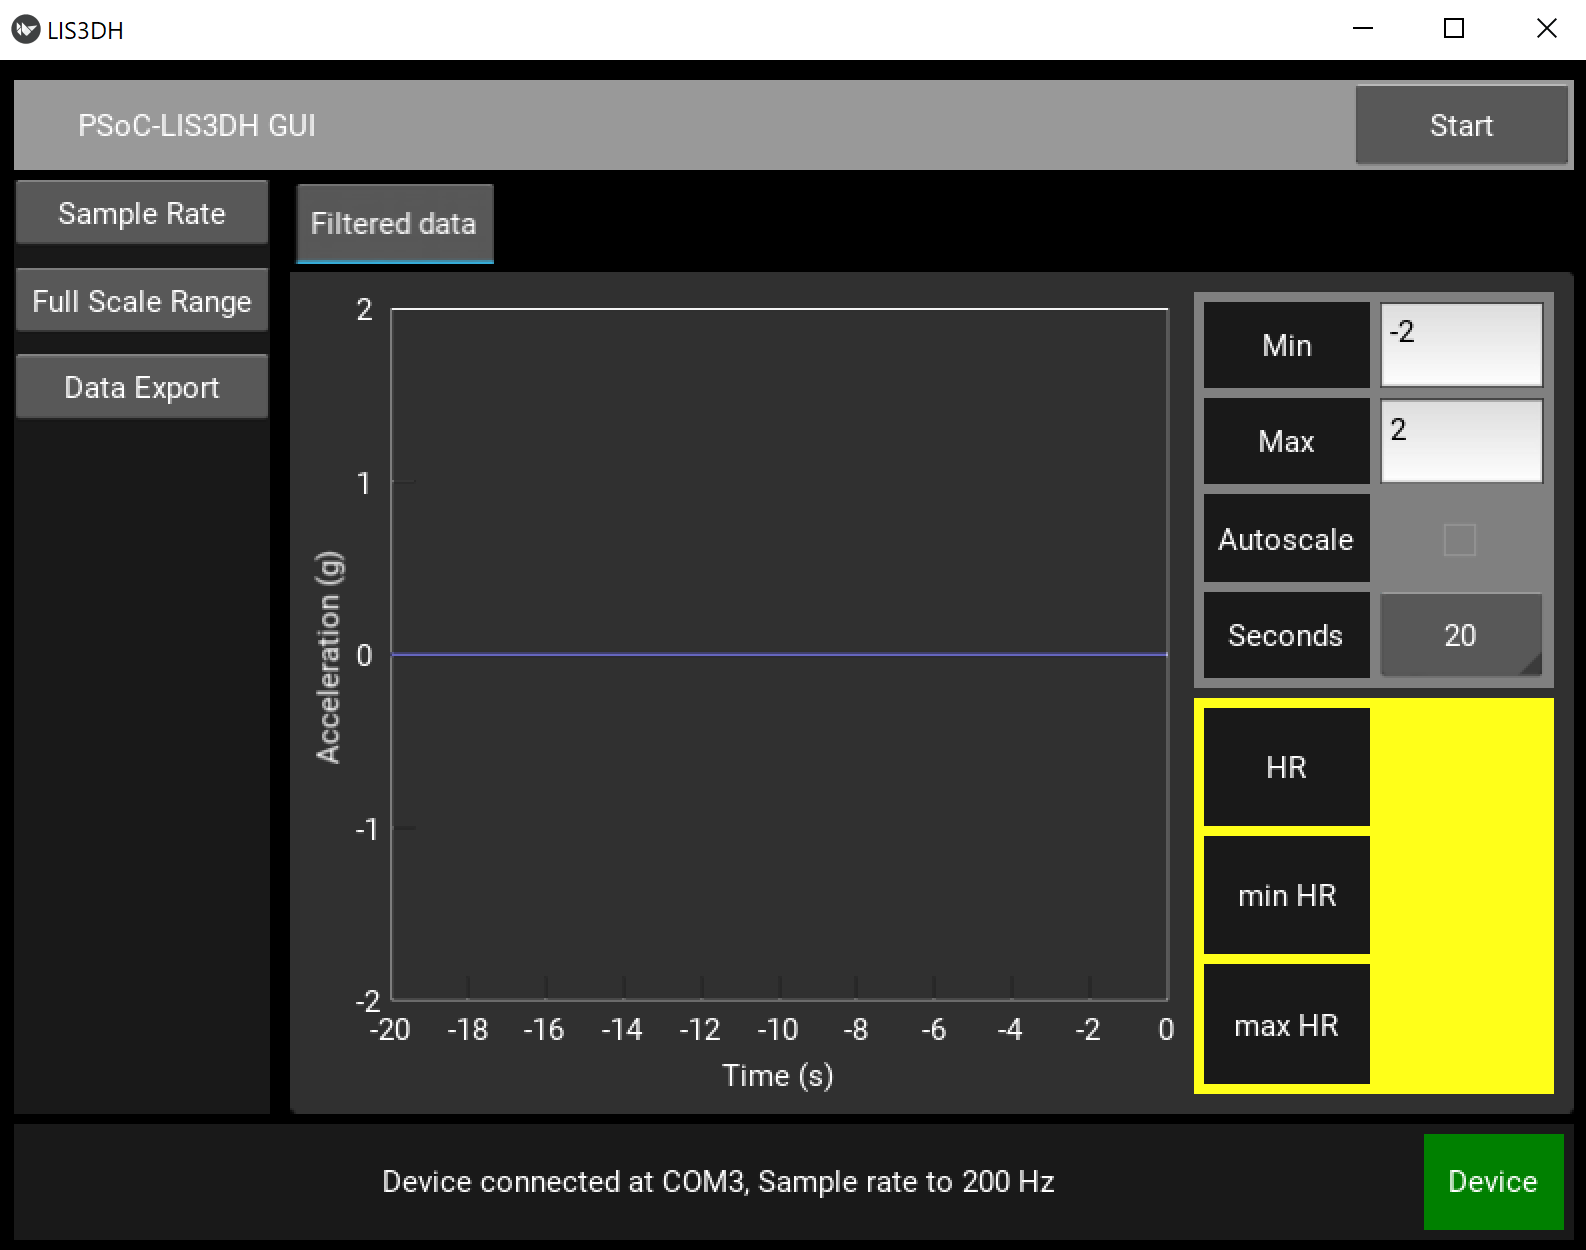 LIS3DH
PSoC-LIS3DH GUI
Start
Sample Rate
Full Scale Range
Data Export
Filtered data
2
1
0
-1
-2
Acceleration (g)
-20 -18 -16 -14 -12 -10 -8 -6 -4 -2 0
Time (s)
Min -2
Max 2
Autoscale
Seconds 20
HR
min HR
max HR
Device connected at COM3, Sample rate to 200 Hz
Device